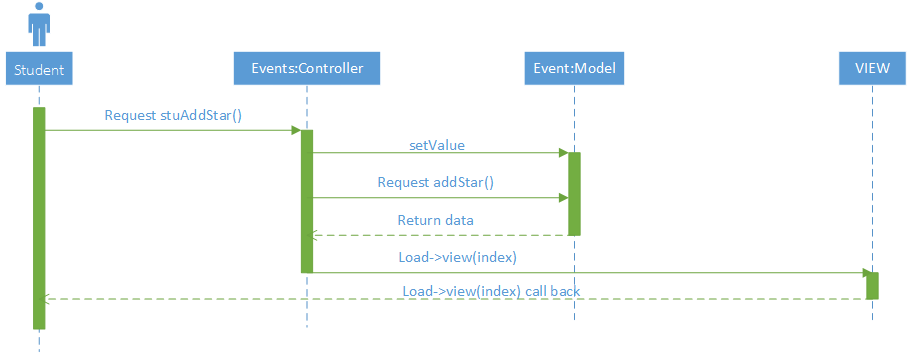 Student
Events:Controller
Event:Model
VIEW
Request stuAddStar()
setValue
Request addStar()
Return data
Load->view(index)
Load->view(index) call back